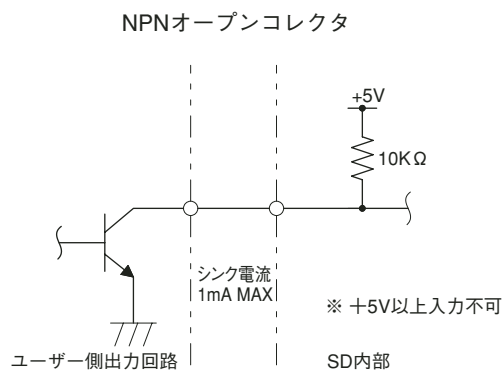 NPNオープンコレクタ
+5V
10KΩ
シンク電流
1mA MAX
※ +5V以上入力不可
ユーザー側出力回路
SD内部